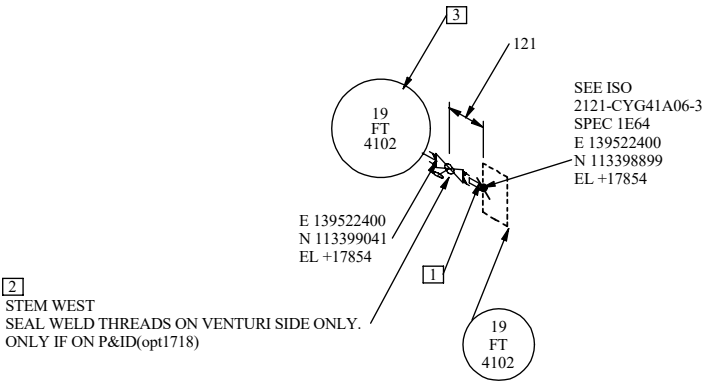 3
121
19
FT
4102
SEE ISO
2121-CYG41A06-3
SPEC 1E64
E 139522400
N 113398899
EL +17854
E 139522400
N 113399041
EL +17854
1
2
STEM WEST
SEAL WELD THREADS ON VENTURI SIDE ONLY.
ONLY IF ON P&ID(opt1718)
19
FT
4102